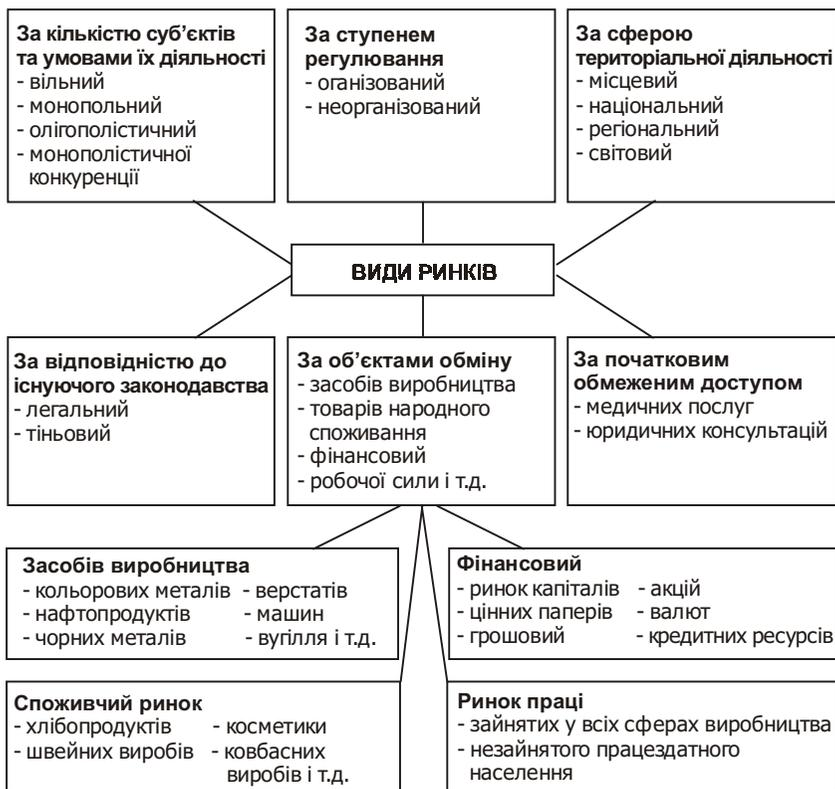 За кількістю суб’єктів
та умовами їх діяльності
- вільний
- монопольний
- олігополістичний
- монополістичної
конкуренції
За ступенем
регулювання
- оганізований
- неорганізований
За сферою
територіальної діяльності
- місцевий
- національний
- регіональний
- світовий
ВИДИ РИНКІВ
За відповідністю до
існуючого законодавства
- легальний
- тіньовий
За об’єктами обміну
- засобів виробництва
- товарів народного
споживання
- фінансовий
- робочої сили і т.д.
За початковим
обмеженим доступом
- медичних послуг
- юридичних консультацій
Засобів виробництва
- кольорових металів - верстатів
- нафтопродуктів - машин
- чорних металів - вугілля і т.д.
Фінансовий
- ринок капіталів - акцій
- цінних паперів - валют
- грошовий - кредитних ресурсів
Споживчий ринок
- хлібопродуктів - косметики
- швейних виробів - ковбасних
виробів і т.д.
Ринок праці
- зайнятих у всіх сферах виробництва
- незайнятого працездатного
населення